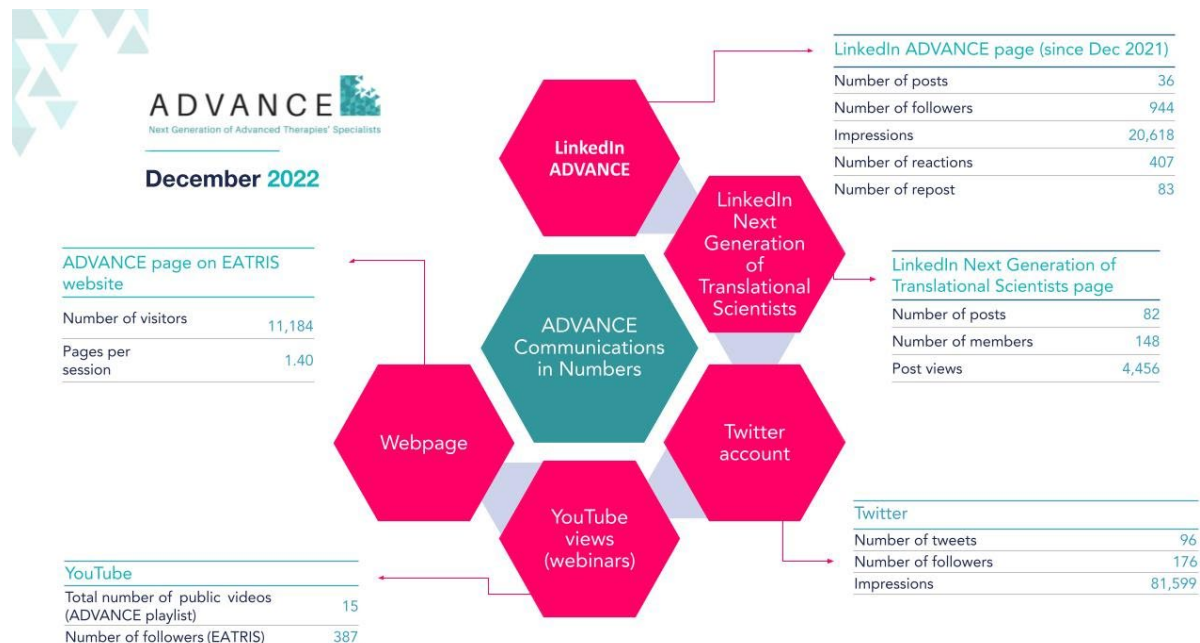 ADVANCE
Next Generation of Advanced Therapies' Specialists
December 2022
LinkedIn
ADVANCE
LinkedIn
Next
Generation
of
Translational
Scientists
ADVANCE
Communications
in Numbers
Webpage
Twitter
account
YouTube
views
(webinars)
LinkedIn ADVANCE page (since Dec 2021)
Number of posts 36
Number of followers 944
Impressions 20,618
Number of reactions 407
Number of repost 83
LinkedIn Next Generation of
Translational Scientists page
Number of posts 82
Number of members 148
Post views 4,456
Twitter
Number of tweets 96
Number of followers 176
Impressions 81,599
ADVANCE page on EATRIS
website
Number of visitors 11,184
Pages per
session 1.40
YouTube
Total number of public videos
(ADVANCE playlist) 15
Number of followers (EATRIS) 387